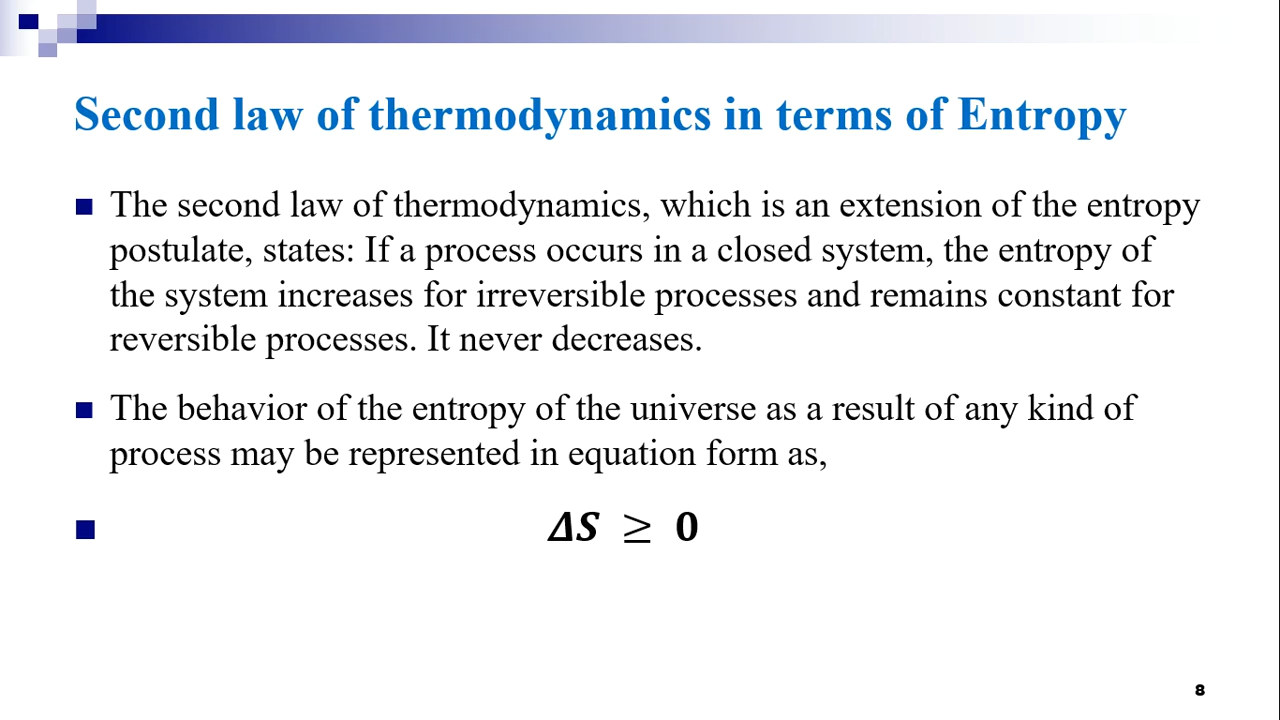 Second law of thermodynamics in terms of Entropy
The second law of thermodynamics, which is an extension of the entropy
postulate, states: If a process occurs in a closed system, the entropy of
the system increases for irreversible processes and remains constant for
reversible processes. It never decreases.
The behavior of the entropy of the universe as a result of any kind of
process may be represented in equation form as,
ΔS ≥ 0
8